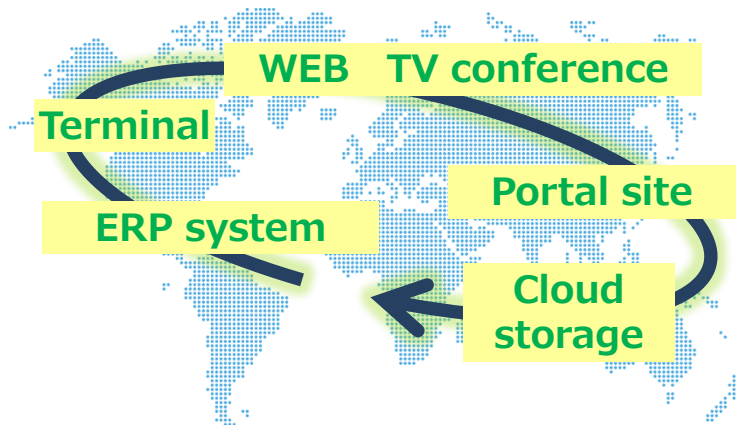 WEB　TV conference
Terminal
Portal site
ERP system
Cloud
storage